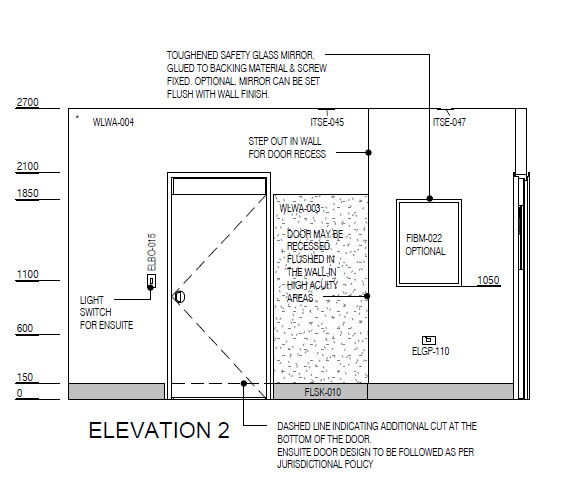 TOUGHENED SAFETY GLASS MIRROR,
GLUED TO BACKING MATERIAL & SCREW
FIXED. OPTIONAL, MIRROR CAN BE SET
FLUSH WITH WALL FINISH.
2700
* WLWA-004
ITSE-045
ITSE-047
STEP OUT IN WALL
FOR DOOR RECESS
2100
1850
WLWA-003
DOOR MAY BE
RECESSED.
FLUSHED IN
THE WALL IN
HIGH ACUITY
AREAS
FIBM-022
OPTIONAL
ELBO-015
1100
1050
LIGHT
SWITCH
FOR ENSUITE
600
ELGP-110
150
0
FLSK-010
ELEVATION 2
DASHED LINE INDICATING ADDITIONAL CUT AT THE
BOTTOM OF THE DOOR.
ENSUITE DOOR DESIGN TO BE FOLLOWED AS PER
JURISDICTIONAL POLICY